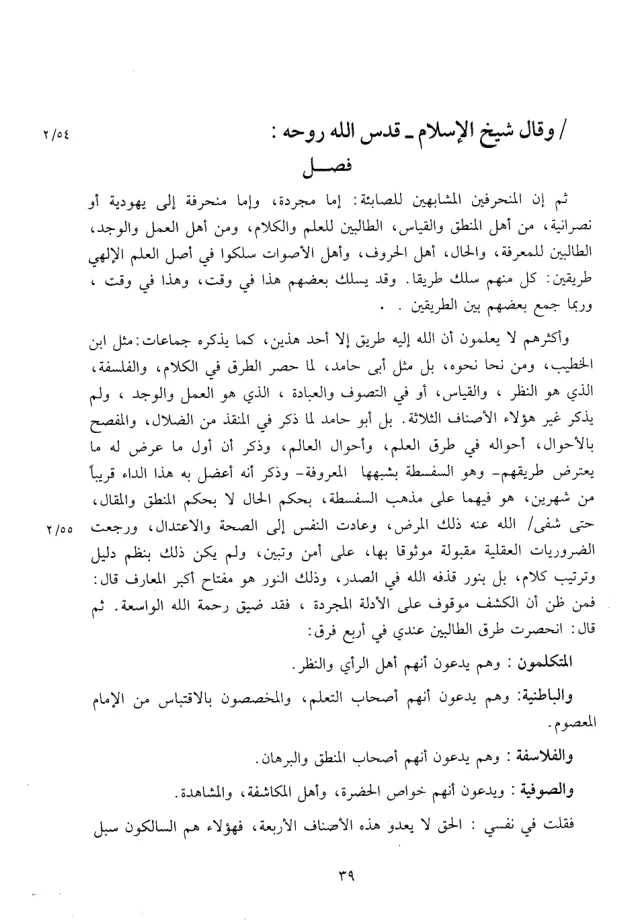 / وقال شيخ الإسلام ـ قدس الله روحه : ٢/٥٤
فصــل
ثم إن المنحرفين المشابهين للصابئة: إما مجردة، وإما منحرفة إلى يهودية أو
نصرانية، من أهل المنطق والقياس، الطالبين للعلم والكلام، ومن أهل العمل والوجد،
الطالبين للمعرفة، والحال، أهل الحروف، وأهل الأصوات سلكوا في أصل العلم الإلهي
طريقين: كل منهم سلك طريقا. وقد يسلك بعضهم هذا في وقت، وهذا في وقت ،
وربما جمع بعضهم بين الطريقين . .
وأكثرهم لا يعلمون أن الله إليه طريق إلا أحد هذين، كما يذكره جماعات:مثل ابن
الخطيب، ومن نحا نحوه، بل مثل أبى حامد، لما حصر الطرق في الكلام، والفلسفة،
الذي هو النظر ، والقياس، أو في التصوف والعبادة ، الذي هو العمل والوجد ، ولم
يذكر غير هؤلاء الأصناف الثلاثة. بل أبو حامد لما ذكر في المنقذ من الضلال، والمفصح
بالأحوال، أحواله في طرق العلم، وأحوال العالم، وذكر أن أول ما عرض له ما
يعترض طريقهم– وهو السفسطة بشبهها المعروفة– وذكر أنه أعضل به هذا الداء قريباً
من شهرين، هو فيهما على مذهب السفسطة، بحكم الحال لا بحكم المنطق والمقال،
حتى شفى/ الله عنه ذلك المرض، وعادت النفس إلى الصحة والاعتدال، ورجعت ٢/٥٥
الضروريات العقلية مقبولة موثوقا بها، على أمن وتبين، ولم يكن ذلك بنظم دليل
وترتيب كلام، بل بنور قذفه الله في الصدر، وذلك النور هو مفتاح أكبر المعارف قال:
فمن ظن أن الكشف موقوف على الأدلة المجردة ، فقد ضيق رحمة الله الواسعة. ثم
قال: انحصرت طرق الطالبين عندي في أربع فرق:
المتكلمون : وهم يدعون أنهم أهل الرأي والنظر.
والباطنية: وهم يدعون أنهم أصحاب التعلم، والمخصصون بالاقتباس من الإمام
المعصوم.
والفلاسفة : وهم يدعون أنهم أصحاب المنطق والبرهان.
والصوفية : ويدعون أنهم خواص الحضرة، وأهل المكاشفة، والمشاهدة.
فقلت في نفسي : الحق لا يعدو هذه الأصناف الأربعة، فهؤلاء هم السالكون سبل
٣٩